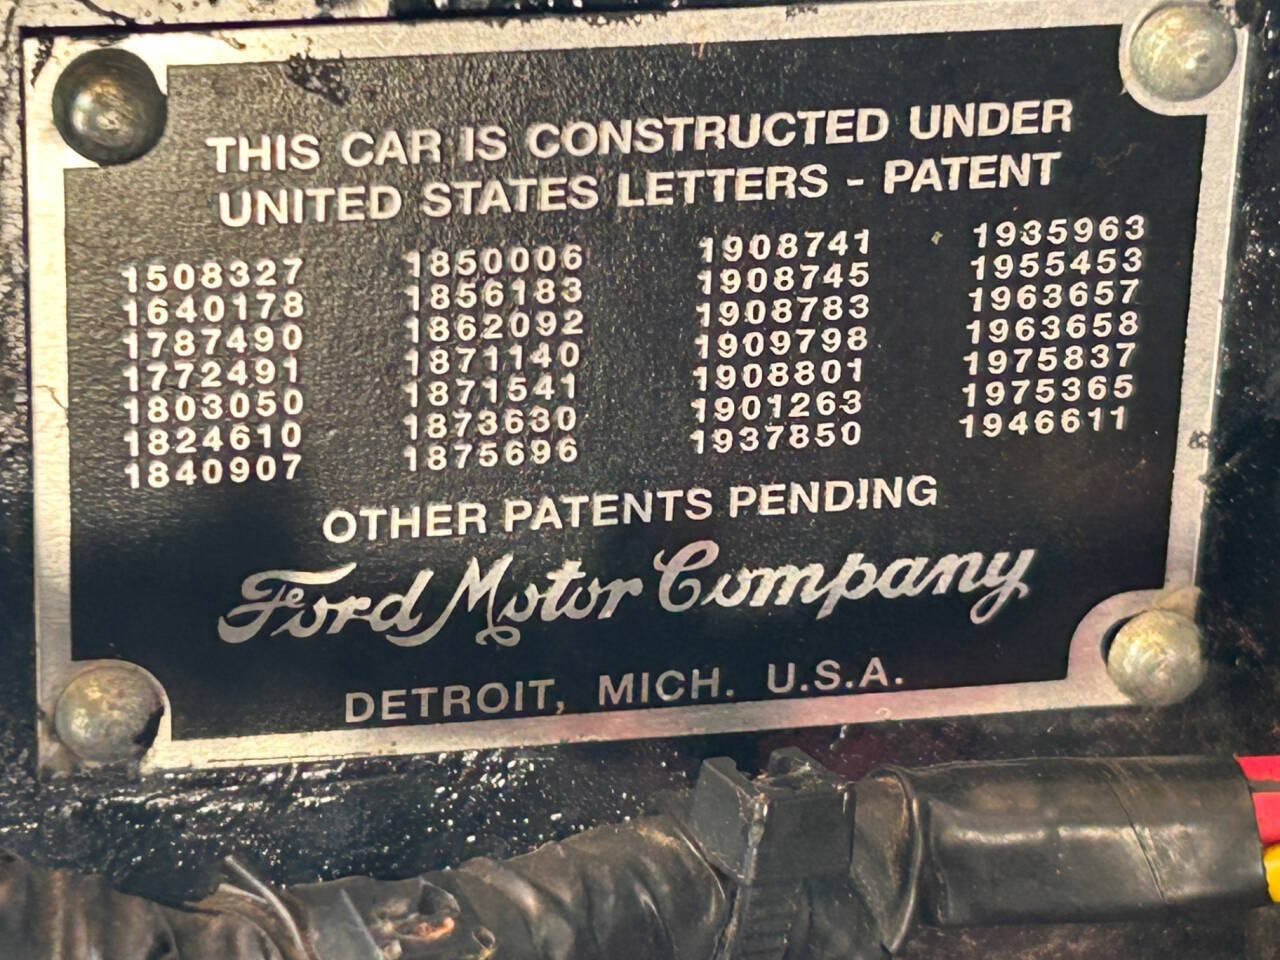 THIS CAR IS CONSTRUCTED UNDER
UNITED STATES LETTERS - PATENT
1508327 1850006 1908741 1935963
1640178 1856183 1908745 1955453
1787490 1862092 1908783 1963657
1772491 1871140 1909798 1963658
1803050 1871541 1908801 1975837
1824610 1873630 1901263 1975365
1840907 1875696 1937850 1946611
OTHER PATENTS PENDING
Ford Motor Company
DETROIT, MICH. U.S.A.